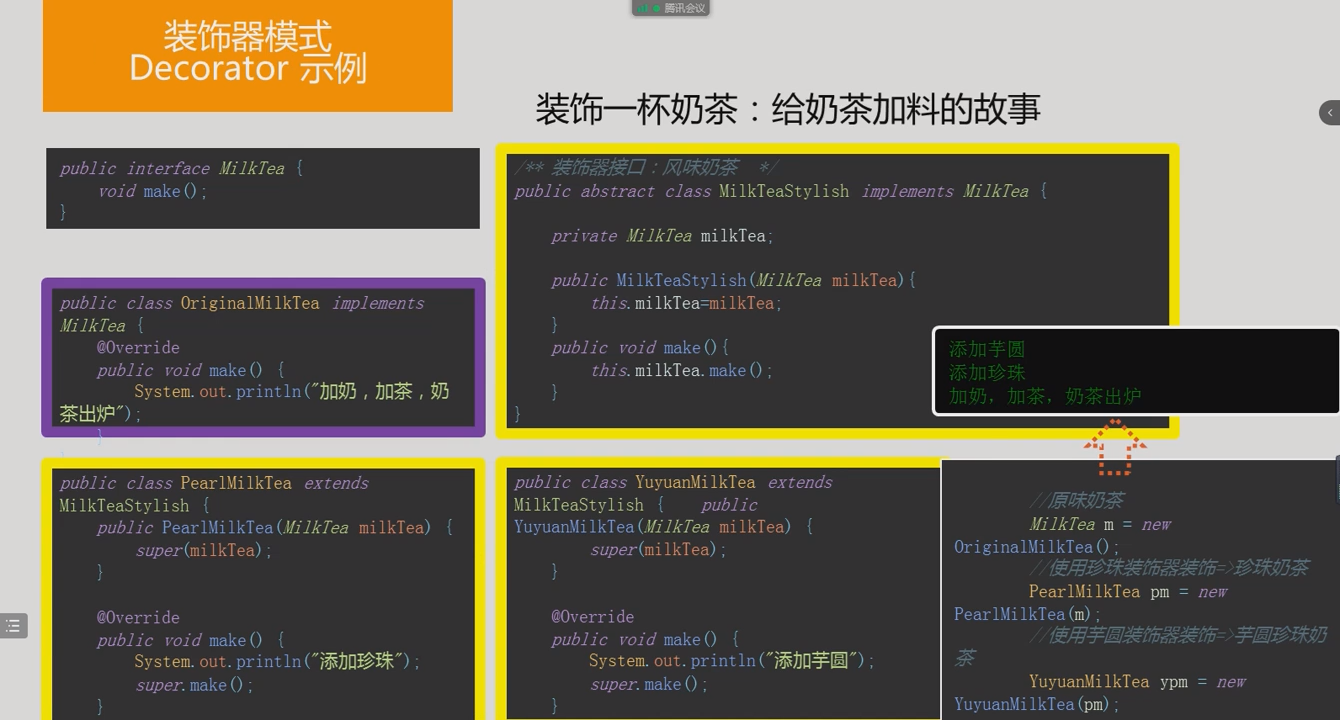 腾讯会议
装饰器模式
Decorator 示例
装饰一杯奶茶：给奶茶加料的故事
public interface MilkTea {
void make();
}
public class OriginalMilkTea implements
MilkTea {
@Override
public void make() {
System.out.println("加奶，加茶，奶
茶出炉");
}
/** 装饰器接口：风味奶茶 */
public abstract class MilkTeaStylish implements MilkTea {
private MilkTea milkTea;
public MilkTeaStylish(MilkTea milkTea){
this.milkTea=milkTea;
}
public void make(){
this.milkTea.make();
}
}
添加芋圆
添加珍珠
加奶，加茶，奶茶出炉
public class PearlMilkTea extends
MilkTeaStylish {
public PearlMilkTea(MilkTea milkTea) {
super(milkTea);
}
@Override
public void make() {
System.out.println("添加珍珠");
super.make();
}
public class YuyuanMilkTea extends
MilkTeaStylish { public
YuyuanMilkTea(MilkTea milkTea) {
super(milkTea);
}
@Override
public void make() {
System.out.println("添加芋圆");
super.make();
}
//原味奶茶
MilkTea m = new
OriginalMilkTea();
//使用珍珠装饰器装饰=>珍珠奶茶
PearlMilkTea pm = new
PearlMilkTea(m);
//使用芋圆装饰器装饰=>芋圆珍珠奶
茶
YuyuanMilkTea ypm = new
YuyuanMilkTea(pm);